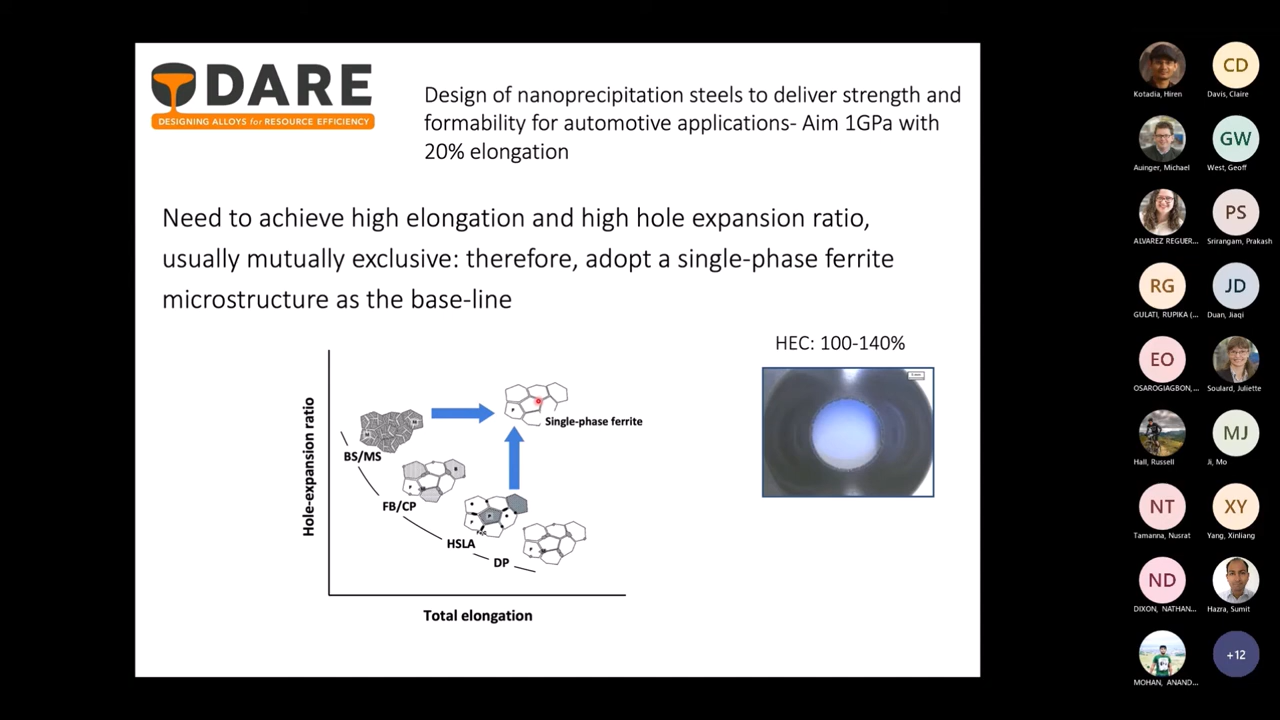 DARE
DESIGNING ALLOYS for RESOURCE EFFICIENCY
Design of nanoprecipitation steels to deliver strength and
formability for automotive applications- Aim 1GPa with
20% elongation
Need to achieve high elongation and high hole expansion ratio,
usually mutually exclusive: therefore, adopt a single-phase ferrite
microstructure as the base-line
HEC: 100-140%
Hole-expansion ratio
Single-phase ferrite
BS/MS
FB/CP
HSLA
DP
Total elongation
Kotadia, Hiren
CD
Davis, Claire
Auinger, Michael
GW
West, Geoff
ALVAREZ REGUER...
PS
Srirangam, Prakash
RG
GULATI, RUPIKA (...
JD
Duan, Jiaqi
EO
OSAROGIAGBON,...
Soulard, Juliette
Hall, Russell
MJ
Ji, Mo
NT
Tamanna, Nusrat
XY
Yang, Xinliang
ND
DIXON, NATHAN...
Hazra, Sumit
MOHAN, ANAND...
+12